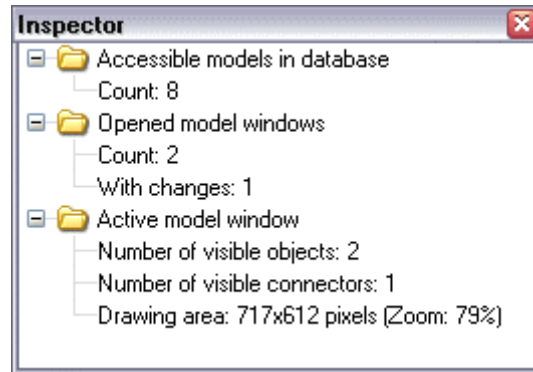 Inspector
Accessible models in database
Count: 8
Opened model windows
Count: 2
With changes: 1
Active model window
Number of visible objects: 2
Number of visible connectors: 1
Drawing area: 717x612 pixels (Zoom: 79%)